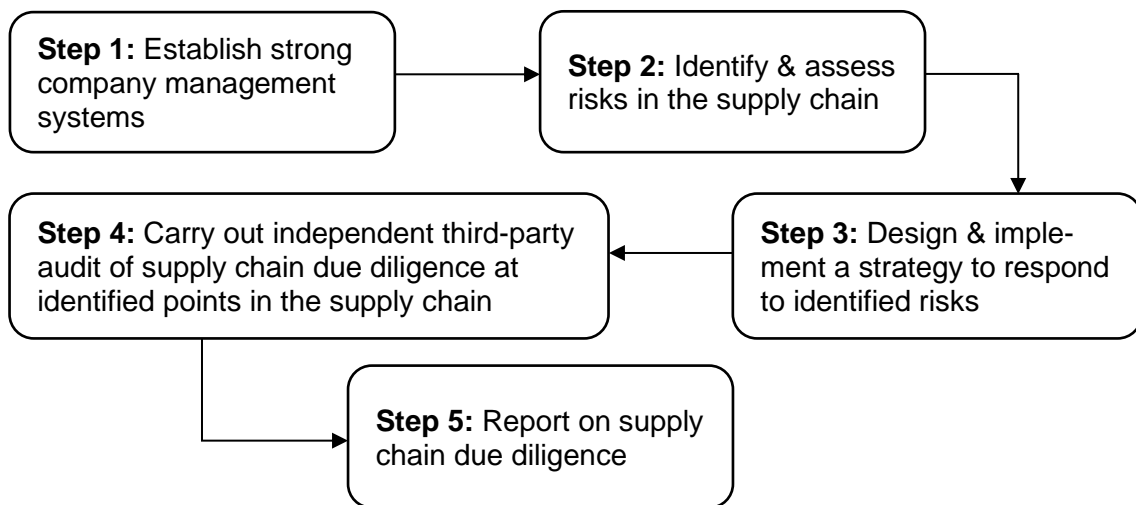 Step 1: Establish strong
company management
systems
Step 2: Identify & assess
risks in the supply chain
Step 3: Design & imple-
ment a strategy to respond
to identified risks
Step 4: Carry out independent third-party
audit of supply chain due diligence at
identified points in the supply chain
Step 5: Report on supply
chain due diligence